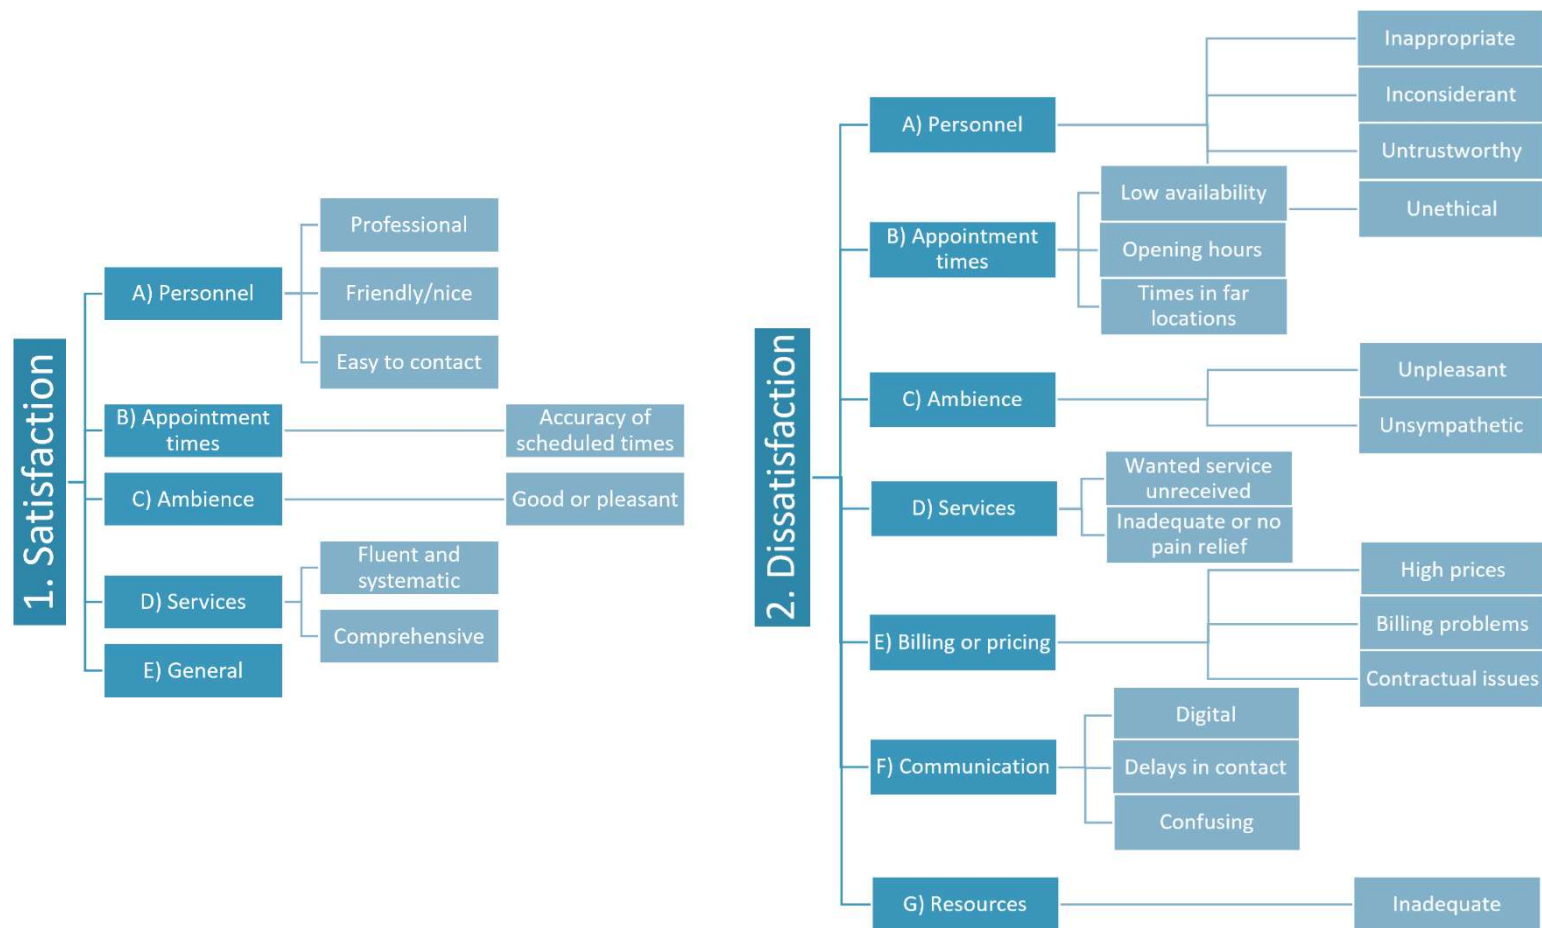 1. Satisfaction
A) Personnel
Professional
Friendly/nice
Easy to contact
B) Appointment
times
Accuracy of
scheduled times
C) Ambience
Good or pleasant
D) Services
Fluent and
systematic
Comprehensive
E) General
2. Dissatisfaction
A) Personnel
Inappropriate
Inconsiderant
Untrustworthy
Unethical
B) Appointment
times
Low availability
Opening hours
Times in far
locations
C) Ambience
Unpleasant
Unsympathetic
D) Services
Wanted service
unreceived
Inadequate or no
pain relief
E) Billing or pricing
High prices
Billing problems
Contractual issues
F) Communication
Digital
Delays in contact
Confusing
G) Resources
Inadequate